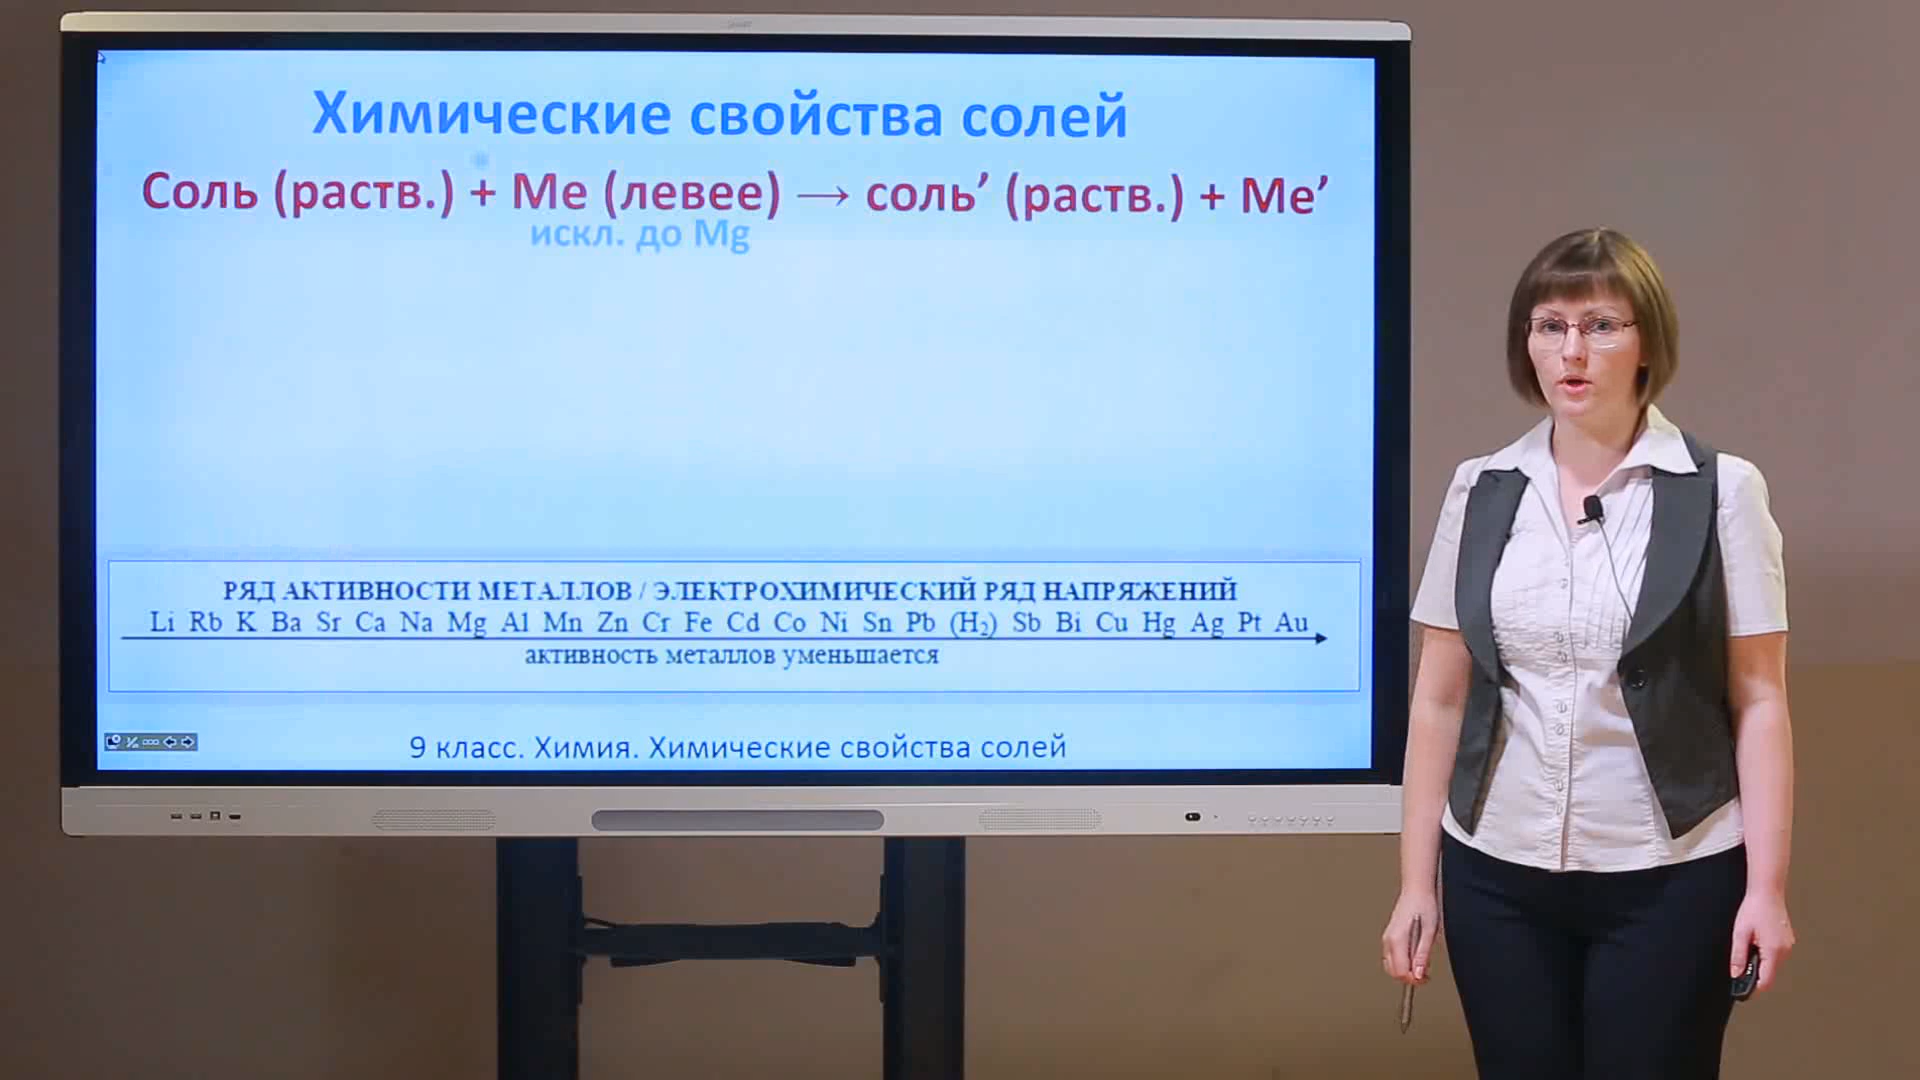 Химические свойства солей
Соль (раств.) + Ме (левее) → соль′ (раств.) + Ме′
искл. до Mg
РЯД АКТИВНОСТИ МЕТАЛЛОВ / ЭЛЕКТРОХИМИЧЕСКИЙ РЯД НАПРЯЖЕНИЙ
Li Rb K Ba Sr Ca Na Mg Al Mn Zn Cr Fe Cd Co Ni Sn Pb (H₂) Sb Bi Cu Hg Ag Pt Au
активность металлов уменьшается
9 класс. Химия. Химические свойства солей